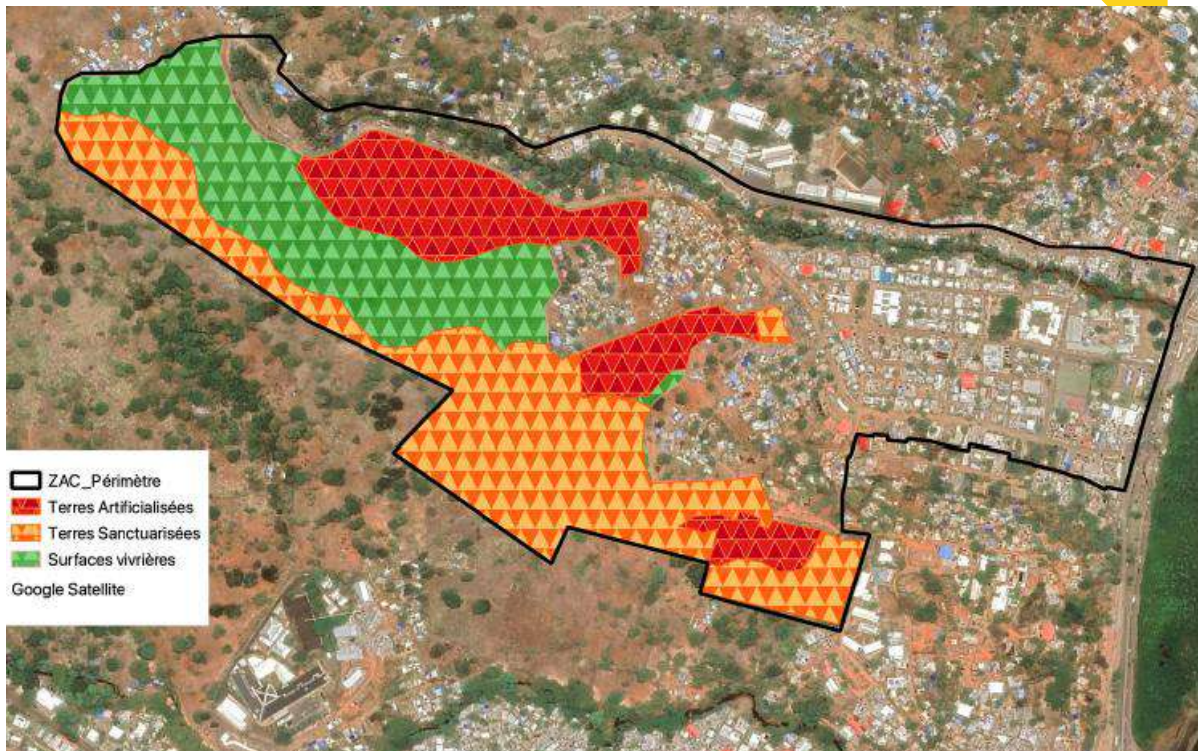 ZAC_Périmètre
Terres Artificialisées
Terres Sanctuarisées
Surfaces vivrières
Google Satellite